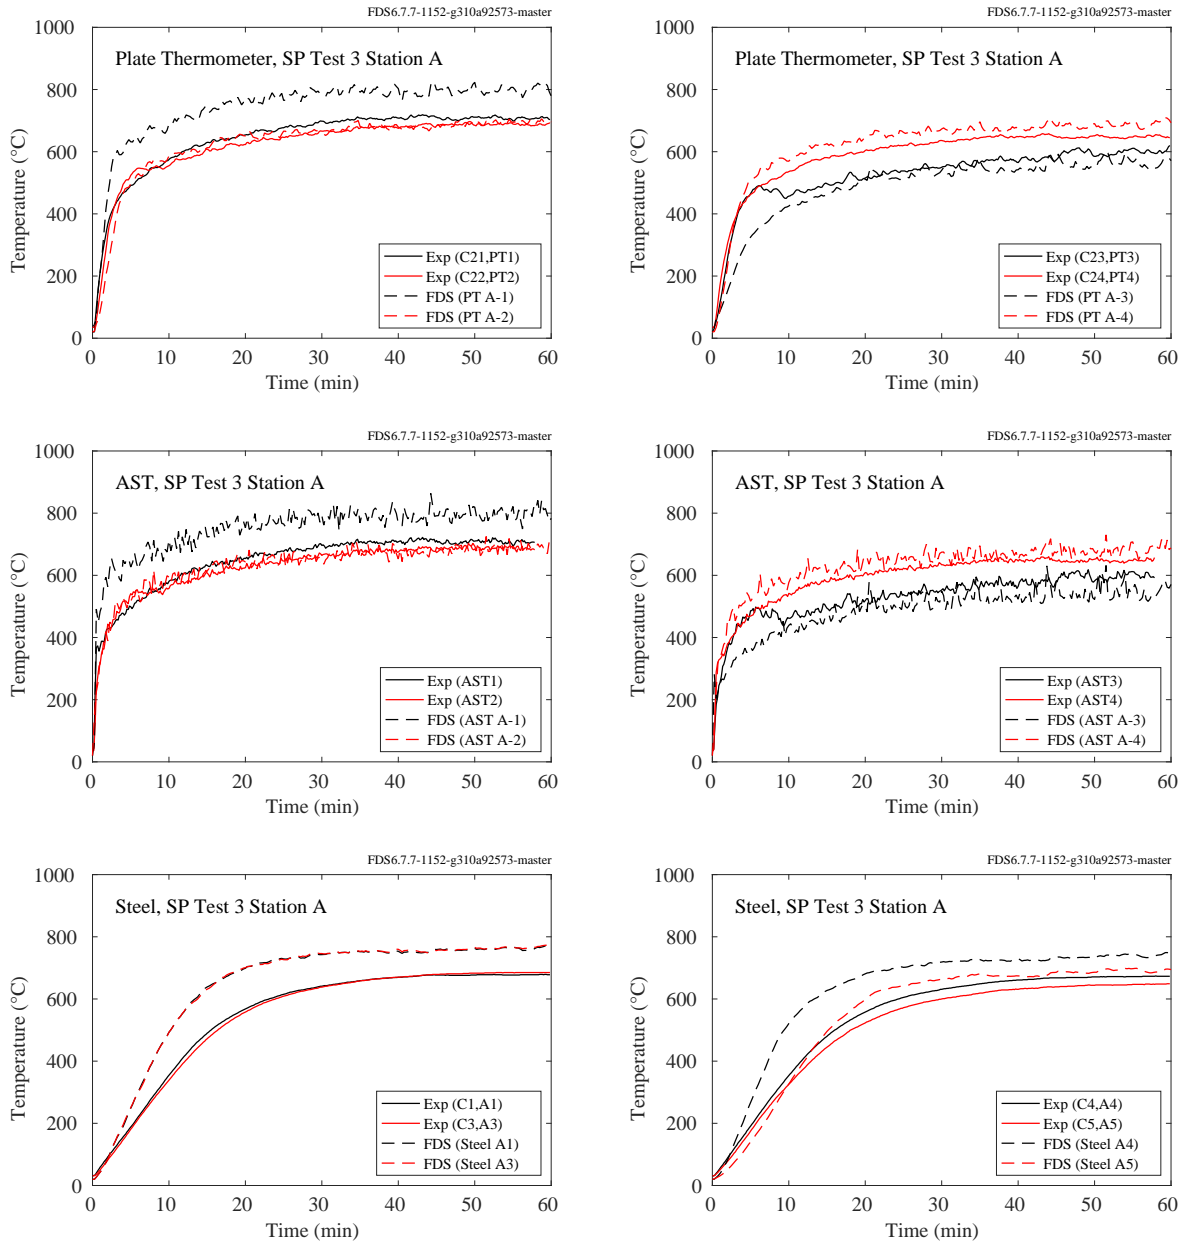 FDS6.7.7-1152-g310a92573-master
Plate Thermometer, SP Test 3 Station A
Temperature (°C)
1000
800
600
400
200
0
Exp (C21,PT1)
Exp (C22,PT2)
FDS (PT A-1)
FDS (PT A-2)
0 10 20 30 40 50 60
Time (min)
FDS6.7.7-1152-g310a92573-master
Plate Thermometer, SP Test 3 Station A
Temperature (°C)
1000
800
600
400
200
0
Exp (C23,PT3)
Exp (C24,PT4)
FDS (PT A-3)
FDS (PT A-4)
0 10 20 30 40 50 60
Time (min)
FDS6.7.7-1152-g310a92573-master
AST, SP Test 3 Station A
Temperature (°C)
1000
800
600
400
200
0
Exp (AST1)
Exp (AST2)
FDS (AST A-1)
FDS (AST A-2)
0 10 20 30 40 50 60
Time (min)
FDS6.7.7-1152-g310a92573-master
AST, SP Test 3 Station A
Temperature (°C)
1000
800
600
400
200
0
Exp (AST3)
Exp (AST4)
FDS (AST A-3)
FDS (AST A-4)
0 10 20 30 40 50 60
Time (min)
FDS6.7.7-1152-g310a92573-master
Steel, SP Test 3 Station A
Temperature (°C)
1000
800
600
400
200
0
Exp (C1,A1)
Exp (C3,A3)
FDS (Steel A1)
FDS (Steel A3)
0 10 20 30 40 50 60
Time (min)
FDS6.7.7-1152-g310a92573-master
Steel, SP Test 3 Station A
Temperature (°C)
1000
800
600
400
200
0
Exp (C4,A4)
Exp (C5,A5)
FDS (Steel A4)
FDS (Steel A5)
0 10 20 30 40 50 60
Time (min)